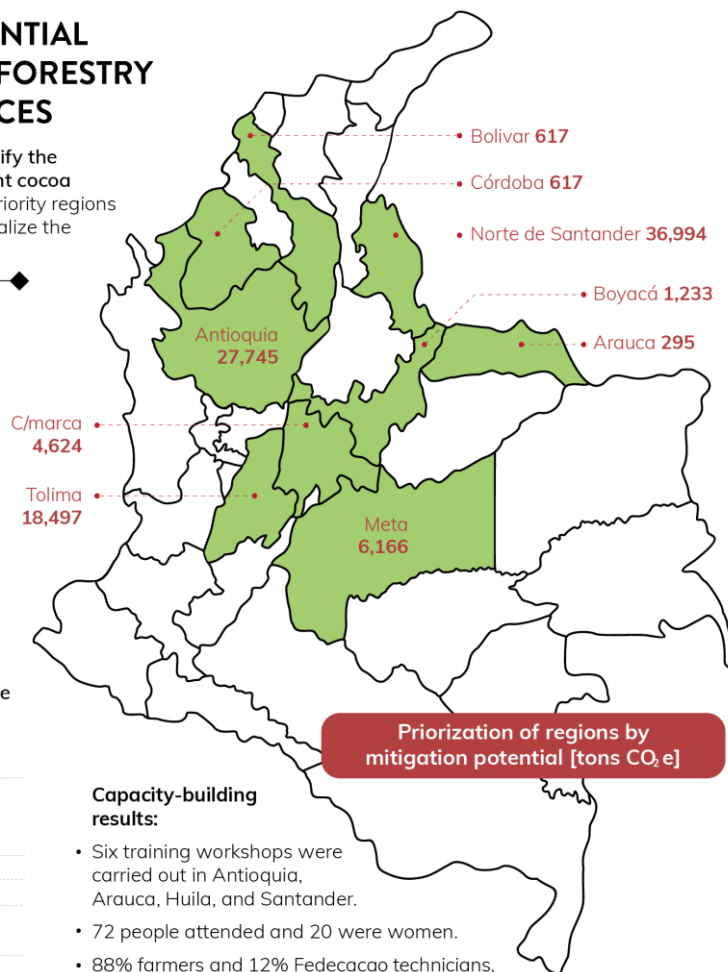 NTIAL
FORESTRY
CES
ify the
nt cocoa
riority regions
alize the
Bolivar 617
Córdoba 617
Norte de Santander 36,994
Boyacá 1,233
Arauca 295
Antioquia
27,745
C/marca
4,624
Tolima
18,497
Meta
6,166
e
Priorization of regions by
mitigation potential [tons CO₂e]
Capacity-building
results:
• Six training workshops were
carried out in Antioquia,
Arauca, Huila, and Santander.
• 72 people attended and 20 were women.
• 88% farmers and 12% Fedecacao technicians,